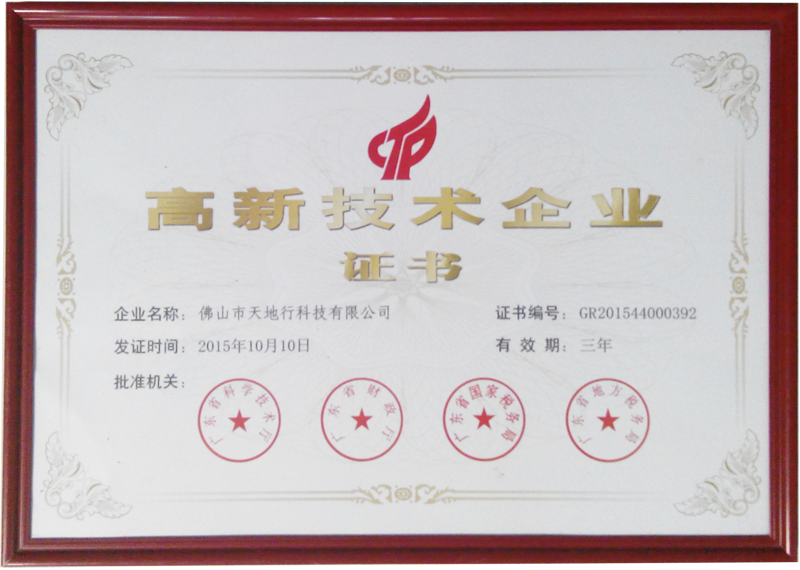 CTP
高新技术企业
证书
企业名称：佛山市天地行科技有限公司
证书编号：GR201544000392
发证时间：2015年10月10日
有效期：三年
批准机关：
广东省科学技术厅
广东省财政厅
广东省国家税务局
广东省地方税务局